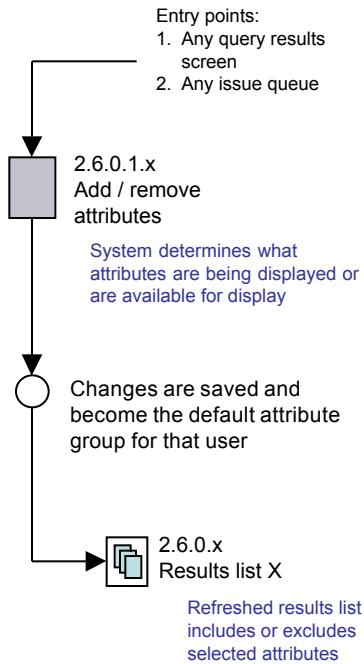 Entry points:
1. Any query results
screen
2. Any issue queue
2.6.0.1.x
Add / remove
attributes
System determines what
attributes are being displayed or
are available for display
Changes are saved and
become the default attribute
group for that user
2.6.0.x
Results list X
Refreshed results list
includes or excludes
selected attributes